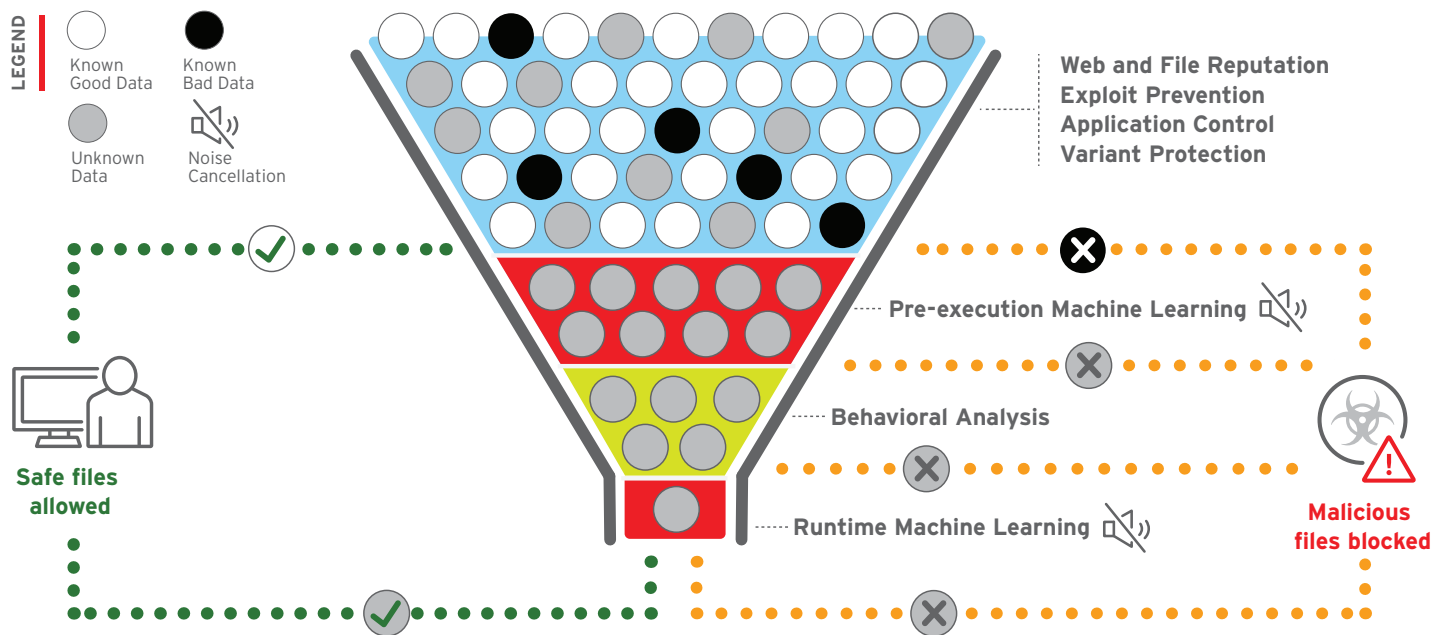 LEGEND
Known
Good Data
Known
Bad Data
Unknown
Data
Noise
Cancellation
Web and File Reputation
Exploit Prevention
Application Control
Variant Protection
Pre-execution Machine Learning
Behavioral Analysis
Runtime Machine Learning
Safe files
allowed
Malicious
files blocked